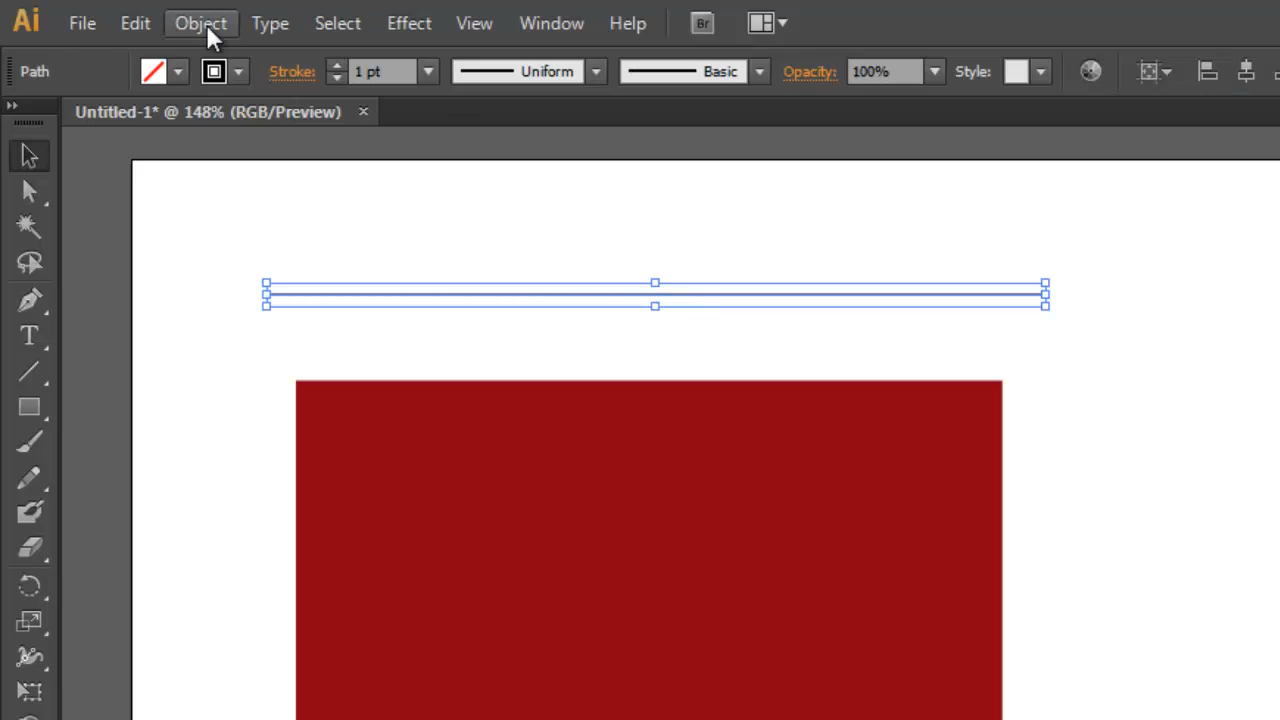 Ai File Edit Object Type Select Effect View Window Help Br
Path Stroke: 1 pt Uniform Basic Opacity: 100% Style:
Untitled-1* @ 148% (RGB/Preview) ×
T